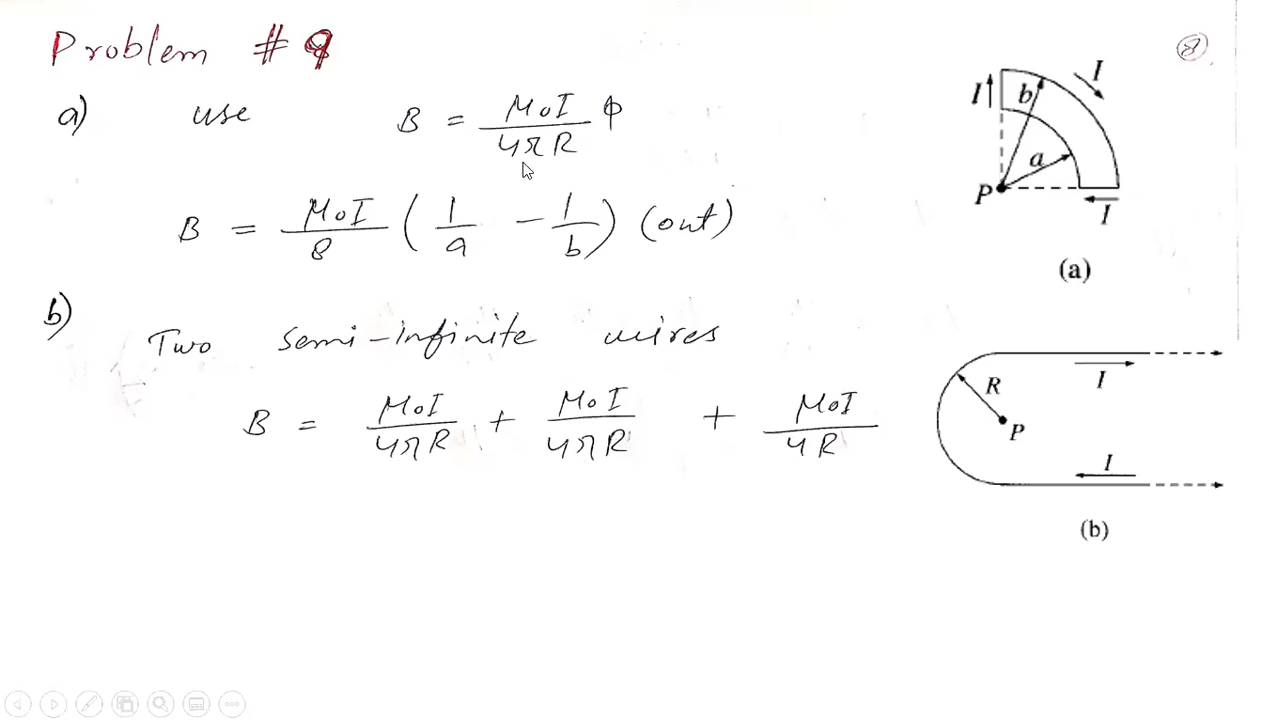 Problem # 9
8
a) use B = μ₀I / 4πR ϕ
B = μ₀I / 8 ( 1/a − 1/b ) (out)
I b I
a
P I
(a)
b)
Two semi-infinite wires
B = μ₀I / 4πR + μ₀I / 4πR + μ₀I / 4R
I
R
P
I
(b)